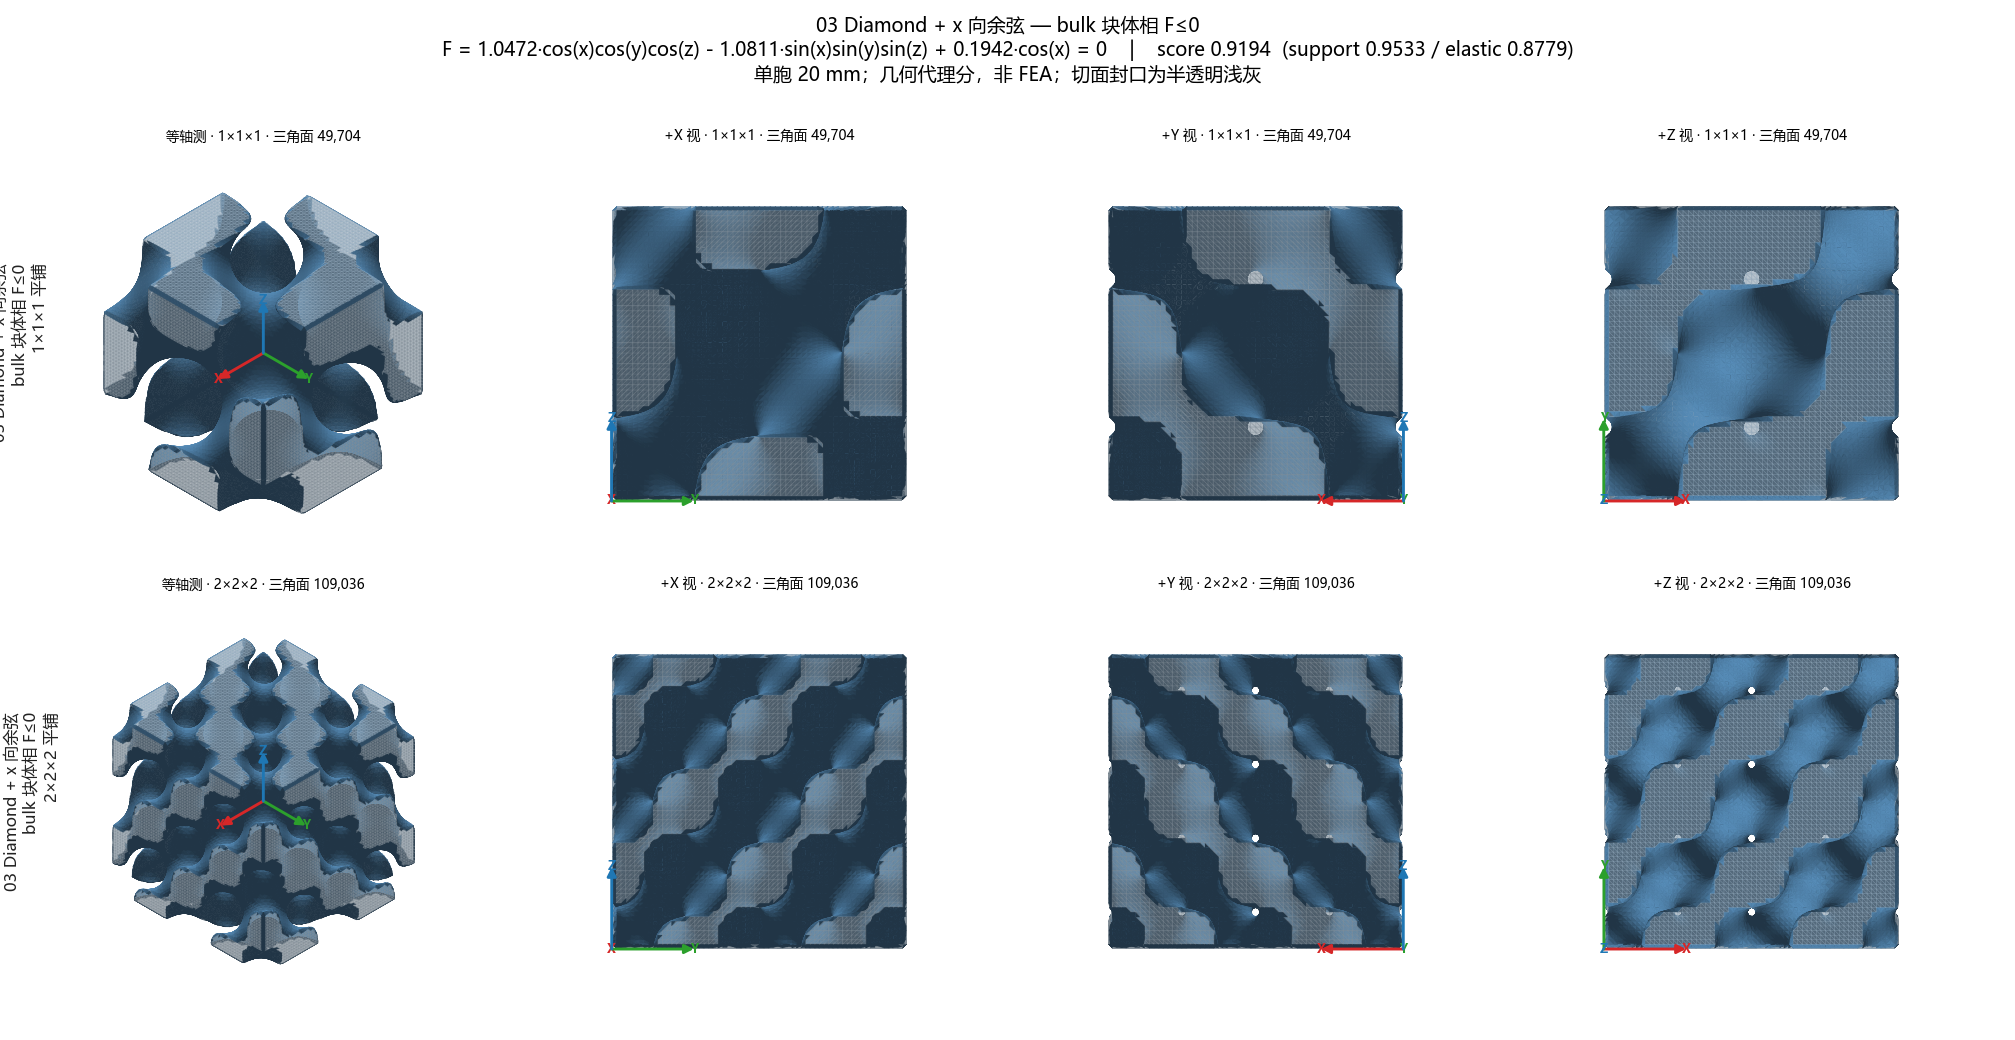 03 Diamond + x 向余弦 — bulk 块体相 F≤0
F = 1.0472·cos(x)cos(y)cos(z) - 1.0811·sin(x)sin(y)sin(z) + 0.1942·cos(x) = 0 | score 0.9194 (support 0.9533 / elastic 0.8779)
单胞 20 mm；几何代理分，非 FEA；切面封口为半透明浅灰
等轴测 · 1×1×1 · 三角面 49,704
+X 视 · 1×1×1 · 三角面 49,704
+Y 视 · 1×1×1 · 三角面 49,704
+Z 视 · 1×1×1 · 三角面 49,704
03 Diamond + x 向余弦
bulk 块体相 F≤0
1×1×1 平铺
Z
X
Y
Z
X
Y
Z
X
Y
Y
Z
X
等轴测 · 2×2×2 · 三角面 109,036
+X 视 · 2×2×2 · 三角面 109,036
+Y 视 · 2×2×2 · 三角面 109,036
+Z 视 · 2×2×2 · 三角面 109,036
03 Diamond + x 向余弦
bulk 块体相 F≤0
2×2×2 平铺
Z
X
Y
Z
X
Y
Z
X
Y
Y
Z
X